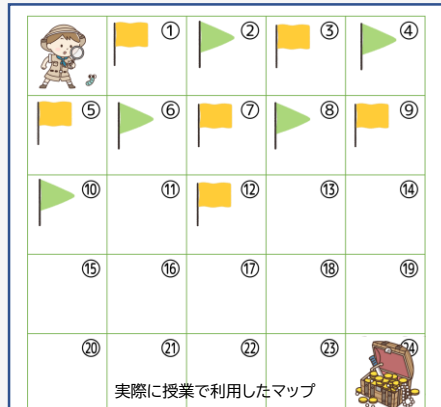 ① ② ③ ④
⑤ ⑥ ⑦ ⑧ ⑨
⑩ ⑪ ⑫ ⑬ ⑭
⑮ ⑯ ⑰ ⑱ ⑲
⑳ ㉑ ㉒ ㉓ ㉔
実際に授業で利用したマップ